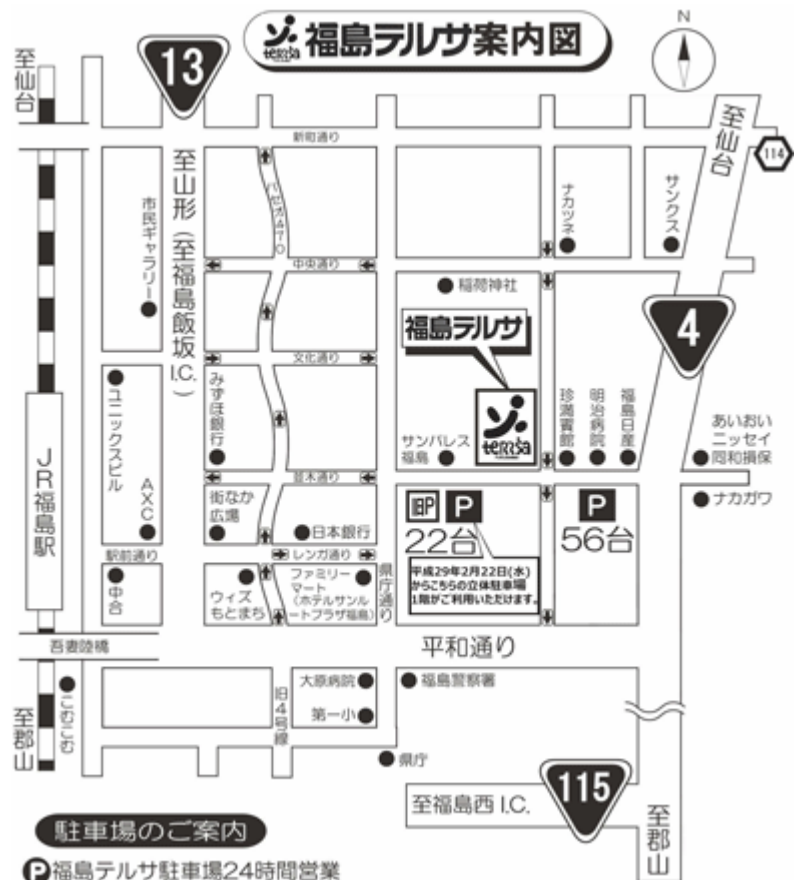 terrsa 福島テルサ案内図
N
13
至仙台
至仙台
114
新町通り
至山形(至福島飯坂I.C.)
パセオ470
市民ギャラリー
ナカツネ
サンクス
中央通り
稲荷神社
4
福島テルサ
文化通り
terrsa
ユニックスビル
みずほ銀行
サンパレス
福島
珍満賓館
明治病院
福島日産
あいおい
ニッセイ
同和損保
並木通り
JR福島駅
AXC
街なか
広場
日本銀行
旧P P
22台
P
56台
ナカガワ
駅前通り
レンガ通り
県庁通り
平成29年2月22日(水)
からこちらの立体駐車場
1階がご利用いただけます。
中合
ウィズ
もとまち
ファミリー
マート
(ホテルサンル
ートプラザ福島)
吾妻陸橋
平和通り
こむこむ
旧4号線
大原病院
福島警察署
第一小
至郡山
県庁
至福島西I.C.
115
至郡山
駐車場のご案内
P福島テルサ駐車場24時間営業